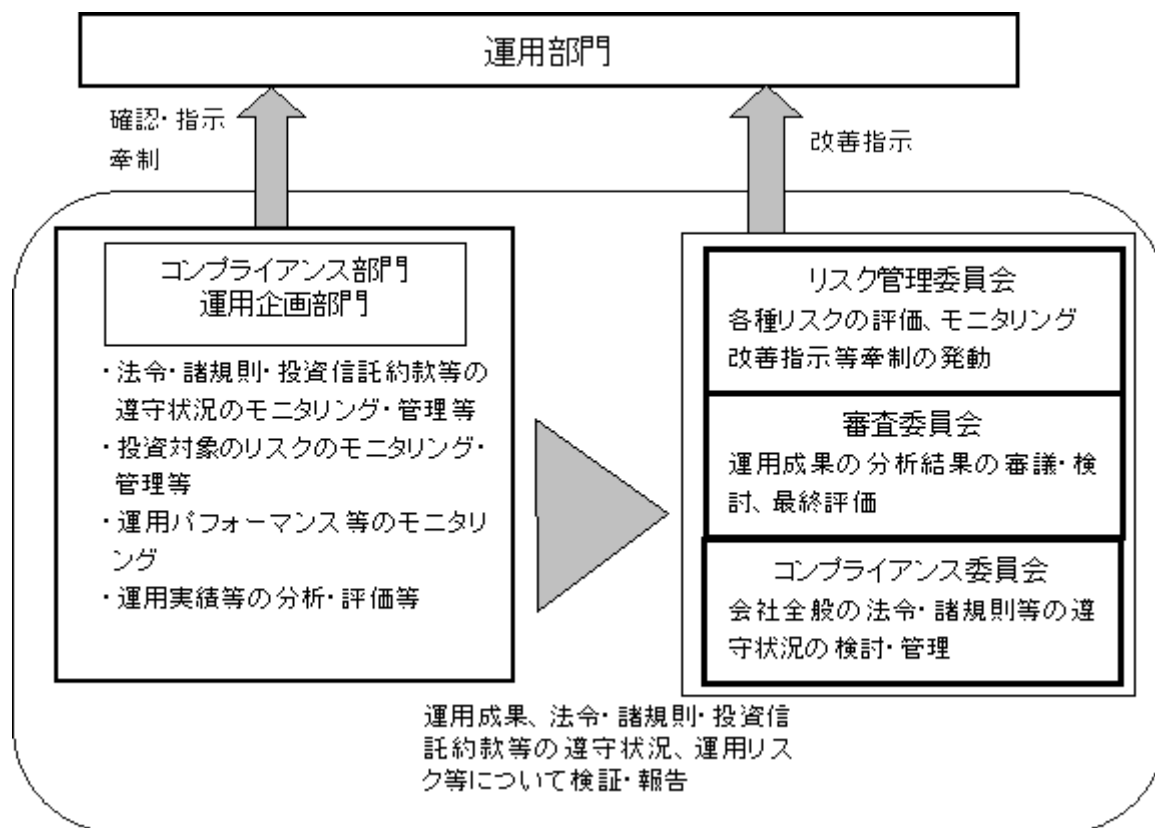 運用部門
確認・指示
牽制
改善指示
コンプライアンス部門
運用企画部門
・法令・諸規則・投資信託約款等の
遵守状況のモニタリング・管理等
・投資対象のリスクのモニタリング・
管理等
・運用パフォーマンス等のモニタリ
ング
・運用実績等の分析・評価等
リスク管理委員会
各種リスクの評価、モニタリング
改善指示等牽制の発動
審査委員会
運用成果の分析結果の審議・検
討、最終評価
コンプライアンス委員会
会社全般の法令・諸規則等の遵
守状況の検討・管理
運用成果、法令・諸規則・投資信
託約款等の遵守状況、運用リス
ク等について検証・報告